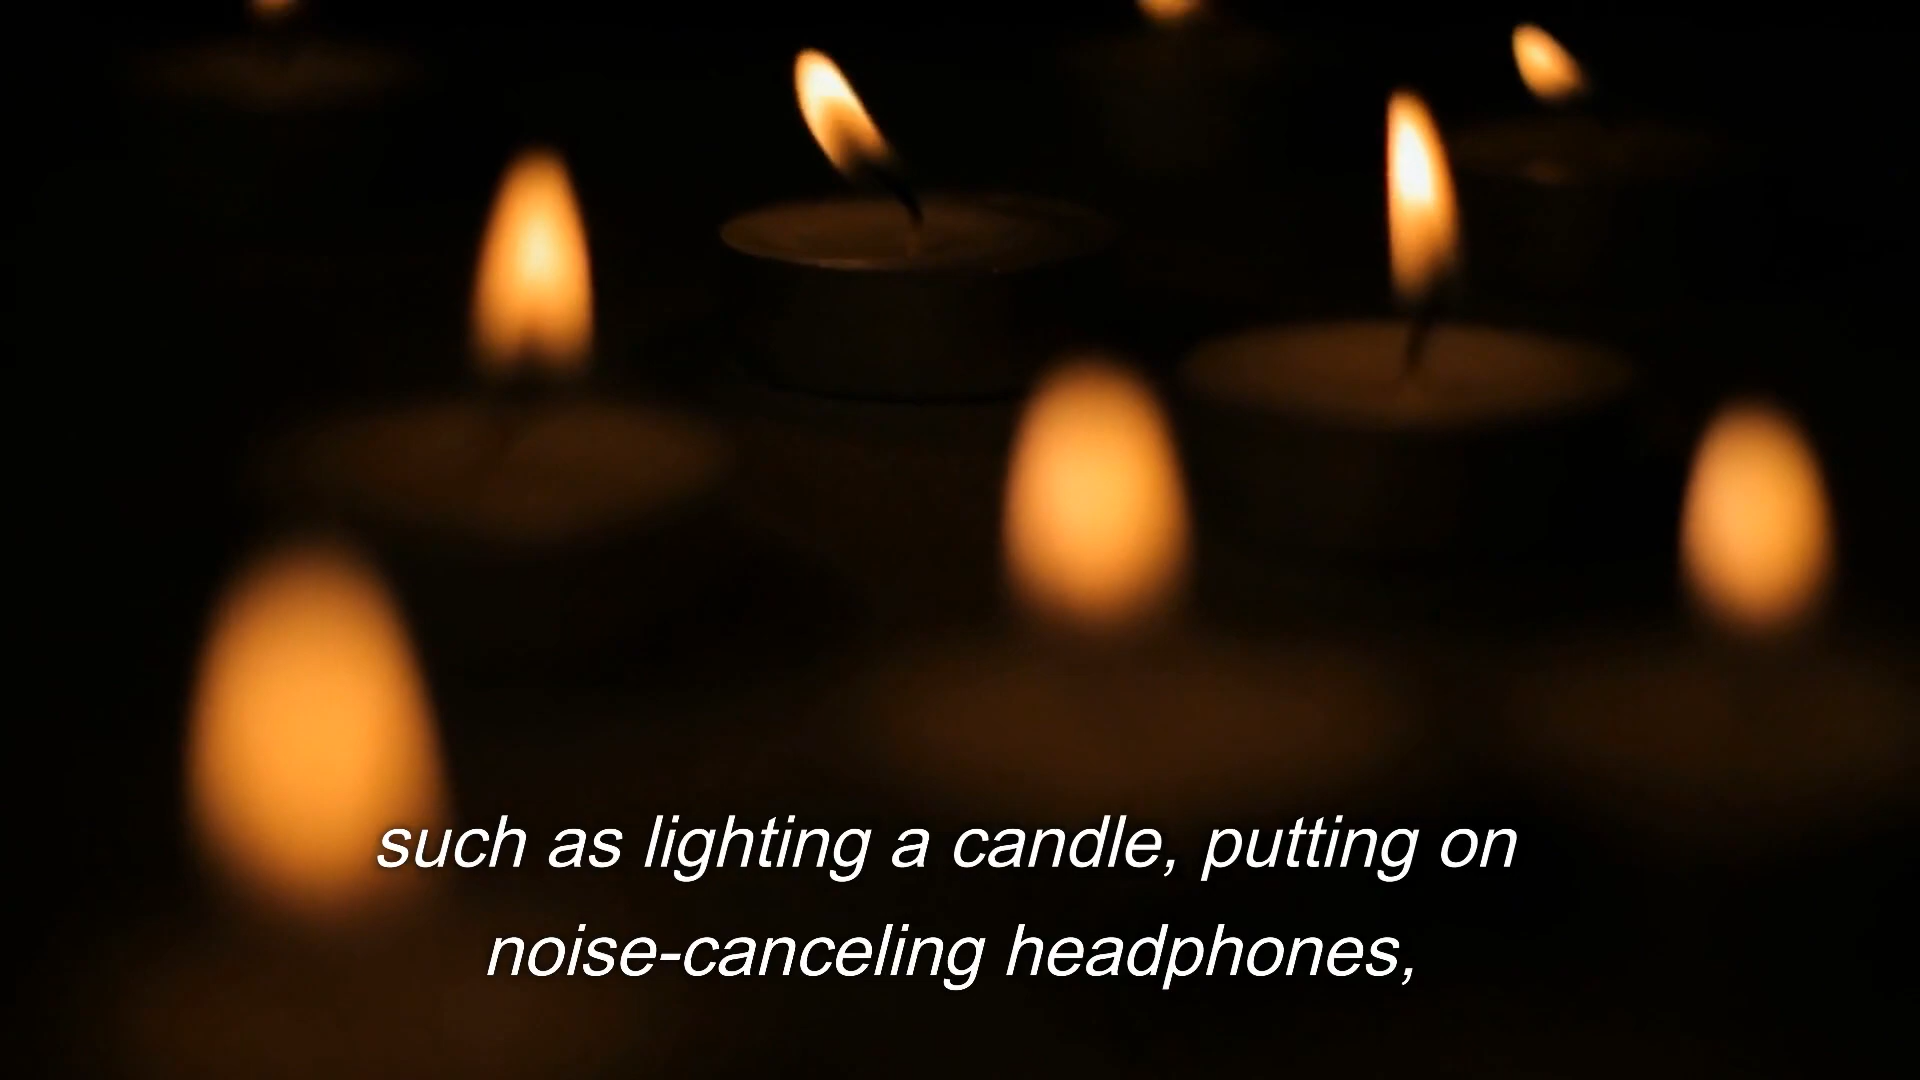 such as lighting a candle, putting on
noise-canceling headphones,